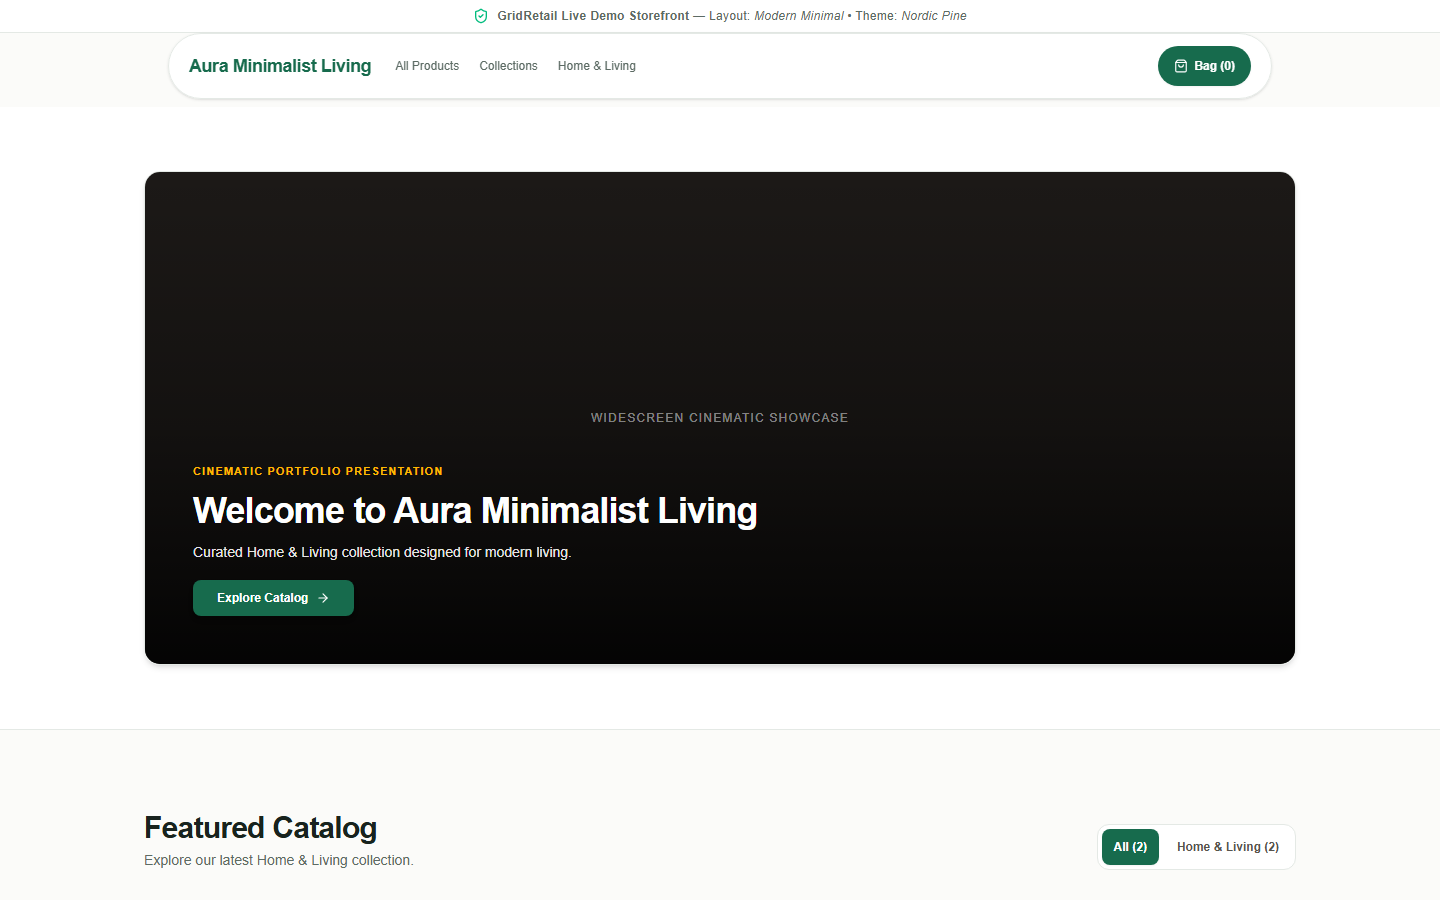 GridRetail Live Demo Storefront — Layout: Modern Minimal • Theme: Nordic Pine
Aura Minimalist Living
All Products
Collections
Home & Living
Bag (0)
WIDESCREEN CINEMATIC SHOWCASE
CINEMATIC PORTFOLIO PRESENTATION
Welcome to Aura Minimalist Living
Curated Home & Living collection designed for modern living.
Explore Catalog
Featured Catalog
Explore our latest Home & Living collection.
All (2)
Home & Living (2)